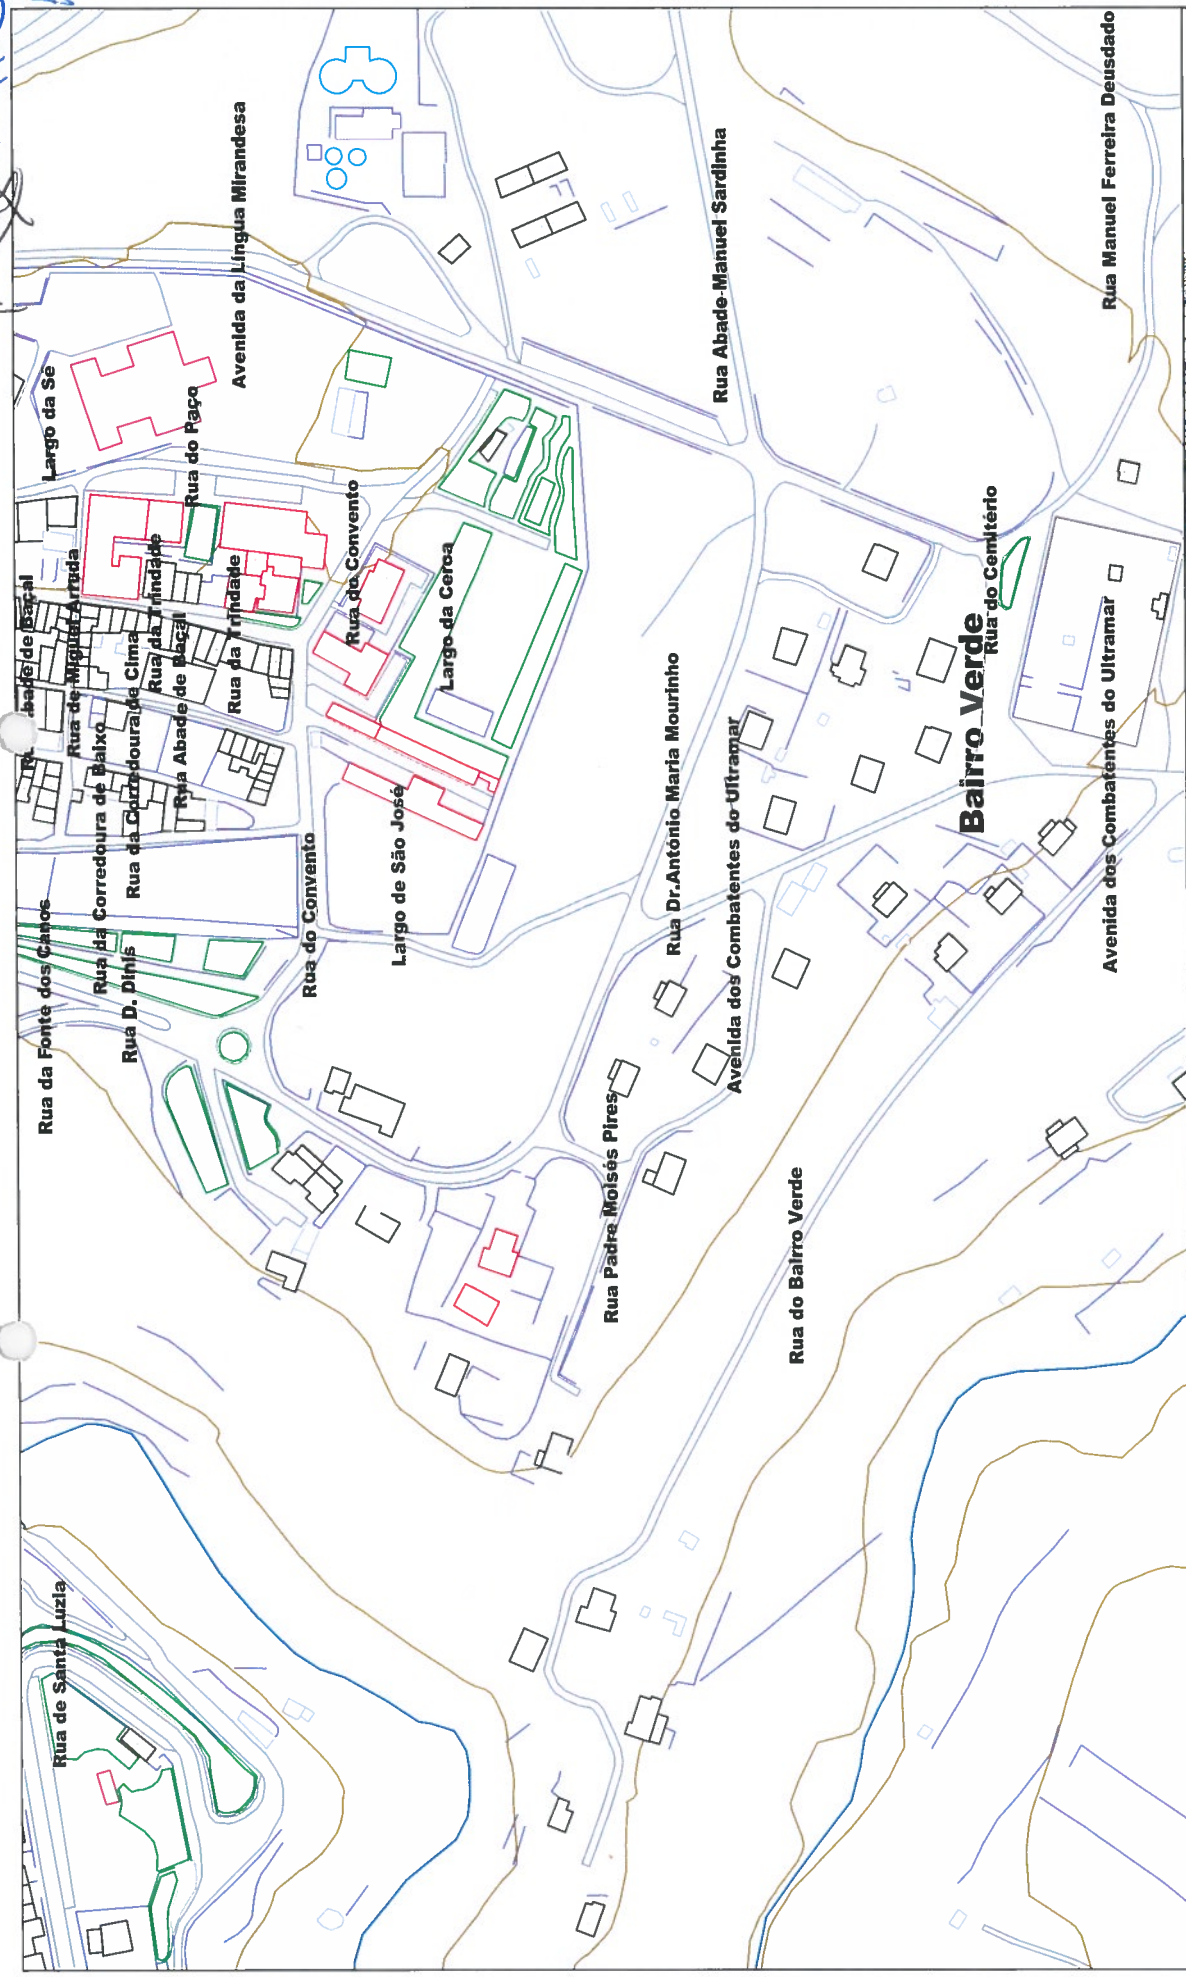 Rua de Santa Luzia
Rua da Fonte dos Canos
Rua D. Dinis
Rua da Corredoura de Baixo
Rua da Corredoura de Cima
Rua de Miguel Arruda
Abade de Baçal
Rua Abade de Baçal
Rua da Trindade
Rua da Trindade
Largo da Sé
Rua do Paço
Avenida da Língua Mirandesa
Rua do Convento
Rua do Convento
Largo de São José
Largo da Cerca
Rua Padre Moisés Pires
Rua Dr.António Maria Mourinho
Rua Abade Manuel Sardinha
Avenida dos Combatentes do Ultramar
Rua do Bairro Verde
Bairro Verde
Rua do Cemitério
Avenida dos Combatentes do Ultramar
Rua Manuel Ferreira Deusdado